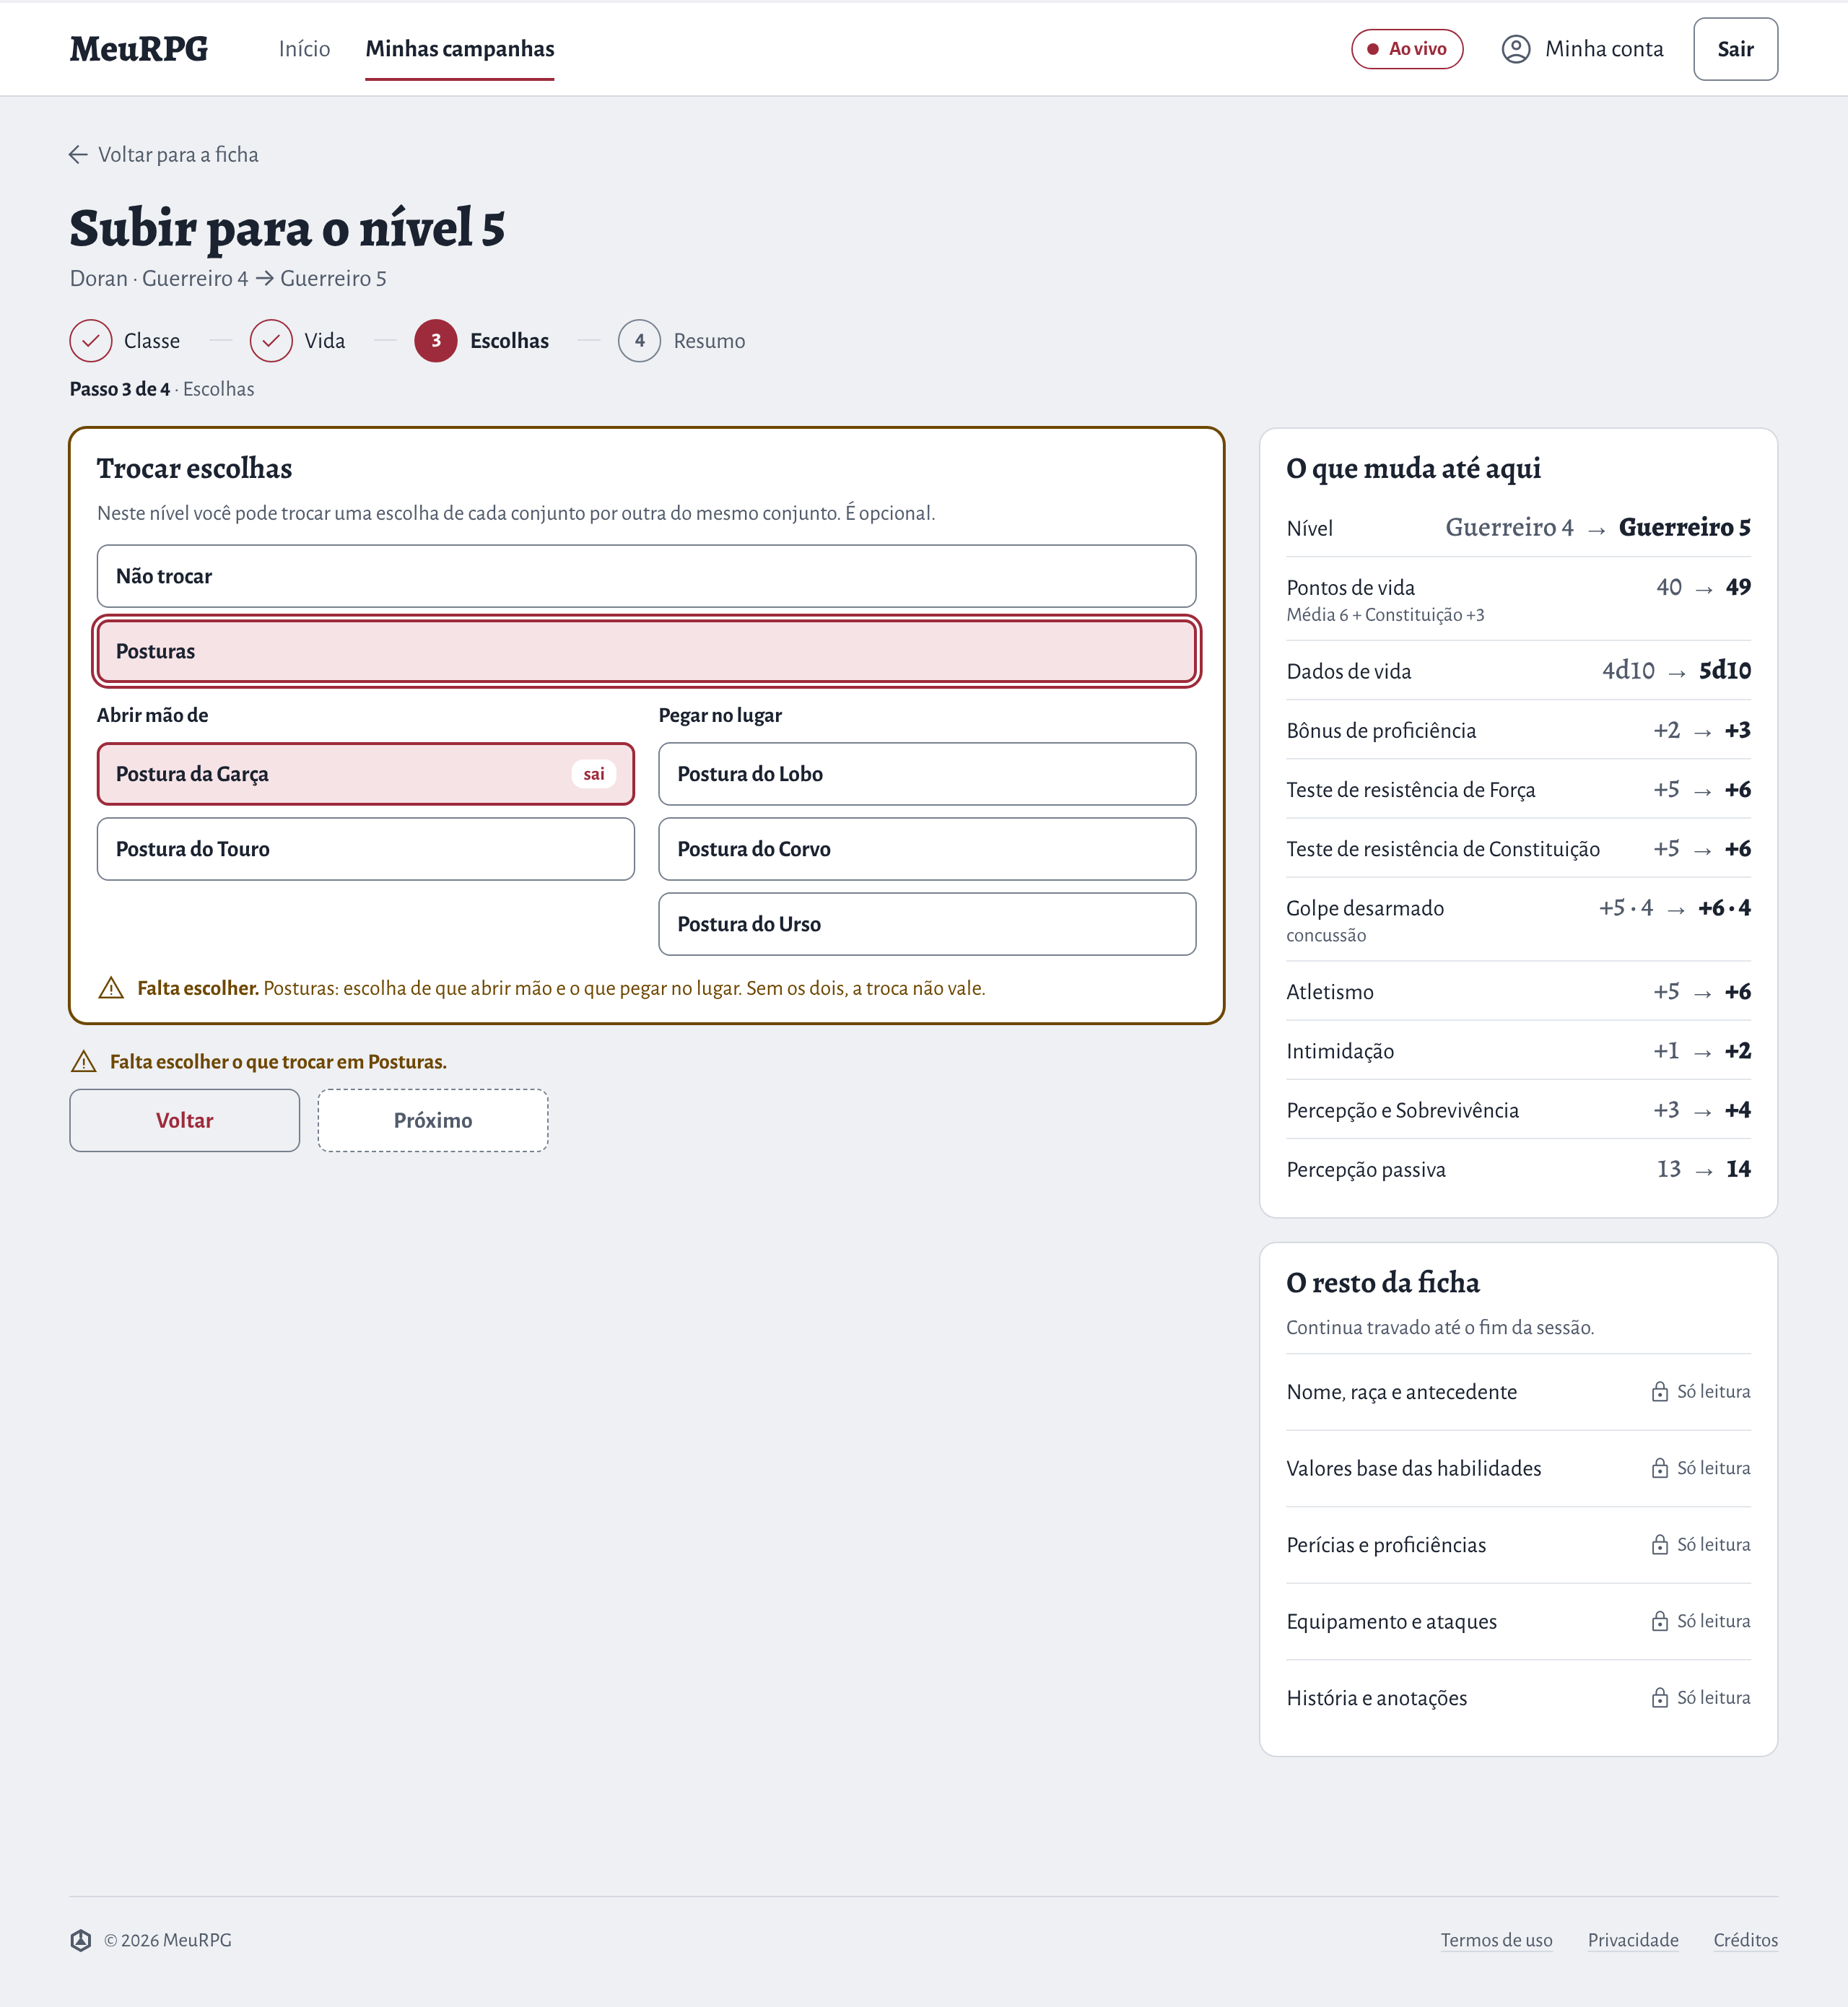 MeuRPG
Início
Minhas campanhas
Ao vivo
Minha conta
Sair
Voltar para a ficha
Subir para o nível 5
Doran · Guerreiro 4 → Guerreiro 5
Classe
Vida
3 Escolhas
4 Resumo
Passo 3 de 4 · Escolhas
Trocar escolhas
Neste nível você pode trocar uma escolha de cada conjunto por outra do mesmo conjunto. É opcional.
Não trocar
Posturas
Abrir mão de
Postura da Garça sai
Postura do Touro
Pegar no lugar
Postura do Lobo
Postura do Corvo
Postura do Urso
Falta escolher. Posturas: escolha de que abrir mão e o que pegar no lugar. Sem os dois, a troca não vale.
Falta escolher o que trocar em Posturas.
Voltar
Próximo
O que muda até aqui
Nível Guerreiro 4 → Guerreiro 5
Pontos de vida 40 → 49
Média 6 + Constituição +3
Dados de vida 4d10 → 5d10
Bônus de proficiência +2 → +3
Teste de resistência de Força +5 → +6
Teste de resistência de Constituição +5 → +6
Golpe desarmado +5 · 4 → +6 · 4
concussão
Atletismo +5 → +6
Intimidação +1 → +2
Percepção e Sobrevivência +3 → +4
Percepção passiva 13 → 14
O resto da ficha
Continua travado até o fim da sessão.
Nome, raça e antecedente Só leitura
Valores base das habilidades Só leitura
Perícias e proficiências Só leitura
Equipamento e ataques Só leitura
História e anotações Só leitura
© 2026 MeuRPG
Termos de uso
Privacidade
Créditos